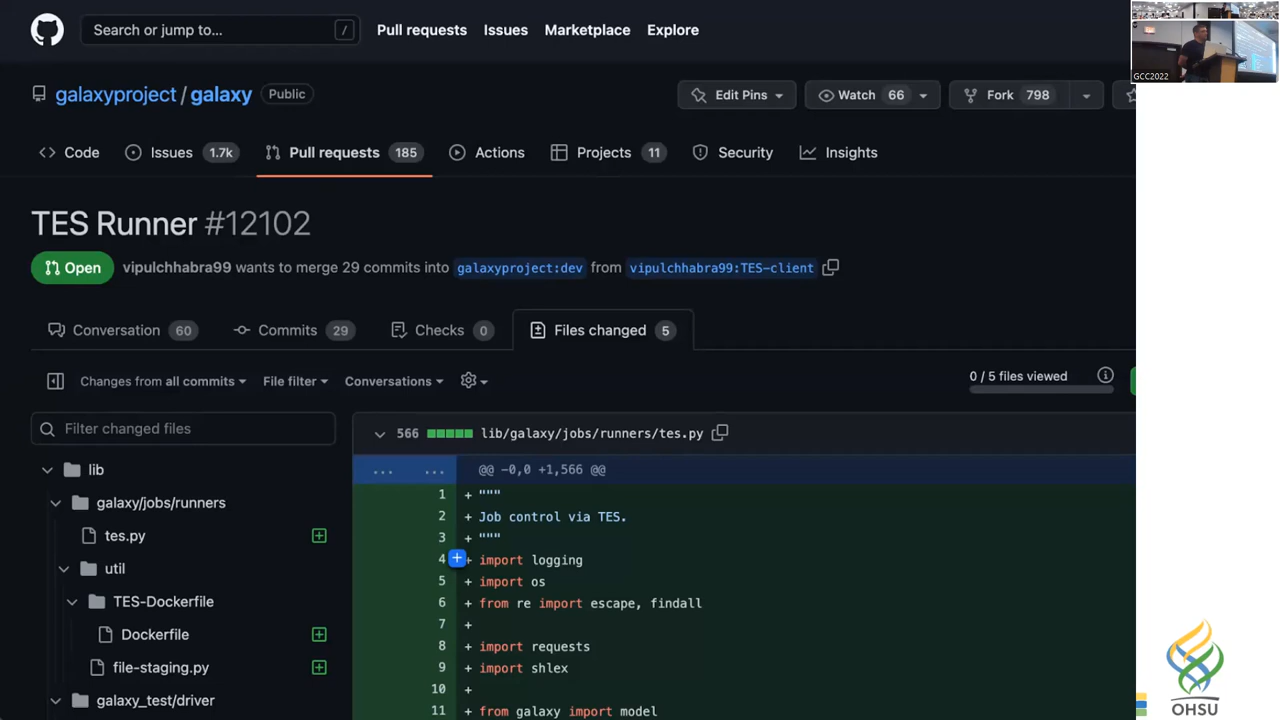 Search or jump to... /
Pull requests Issues Marketplace Explore
GCC2022
galaxyproject / galaxy Public
Edit Pins Watch 66 Fork 798
Code Issues 1.7k Pull requests 185 Actions Projects 11 Security Insights
TES Runner #12102
Open vipulchhabra99 wants to merge 29 commits into galaxyproject:dev from vipulchhabra99:TES-client
Conversation 60 Commits 29 Checks 0 Files changed 5
Changes from all commits File filter Conversations
0 / 5 files viewed
Filter changed files
566 lib/galaxy/jobs/runners/tes.py
... ... @@ -0,0 +1,566 @@
lib
galaxy/jobs/runners
tes.py
util
TES-Dockerfile
Dockerfile
file-staging.py
galaxy_test/driver
1 + """
2 + Job control via TES.
3 + """
4 + import logging
5 + import os
6 + from re import escape, findall
7 +
8 + import requests
9 + import shlex
10 +
11 + from galaxy import model
OHSU